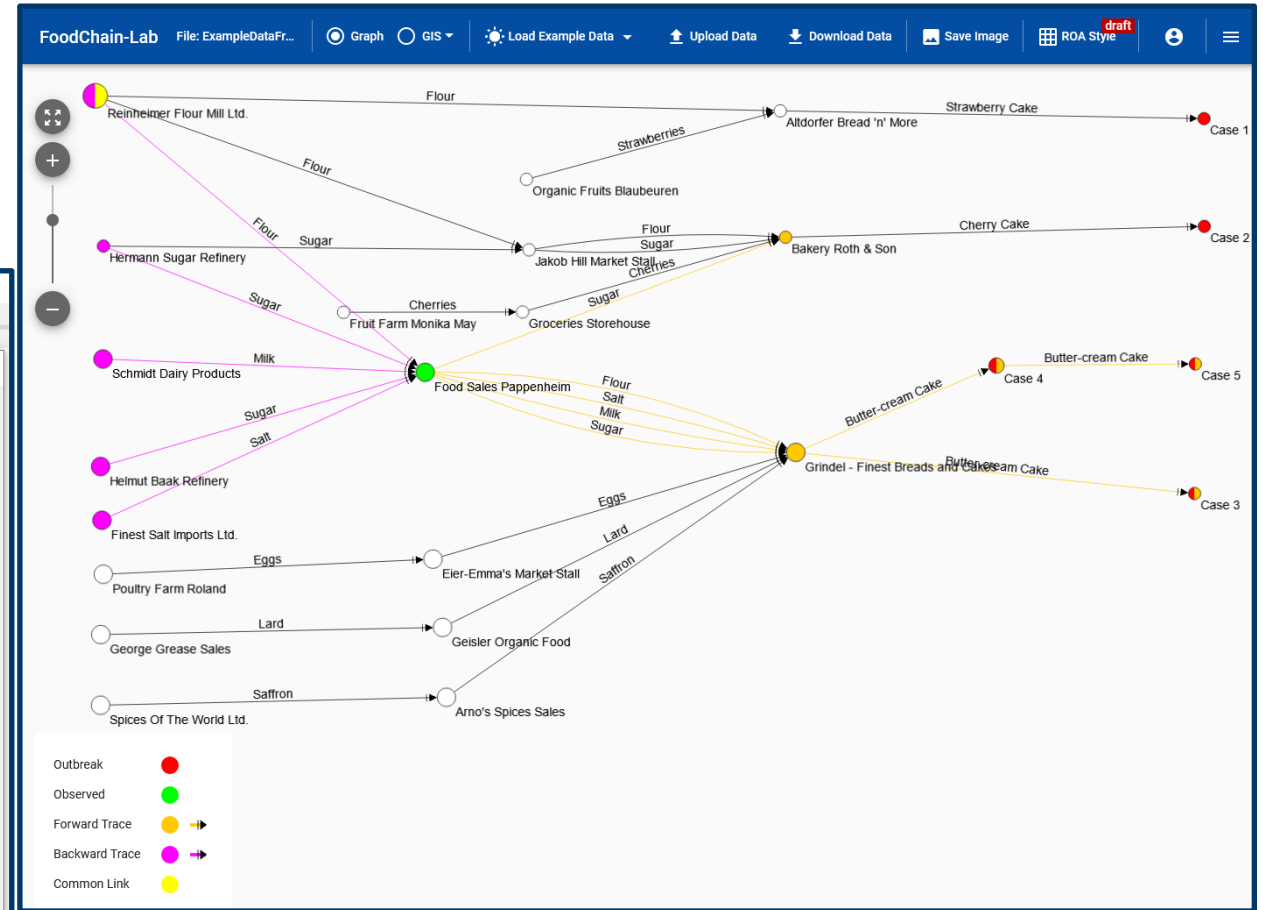 FoodChain-Lab File: ExampleDataFr... Graph GIS Load Example Data Upload Data Download Data Save Image ROA Style draft
Flour
Reinheimer Flour Mill Ltd.
Strawberry Cake
Altdorfer Bread 'n' More
Case 1
Strawberries
Flour
Organic Fruits Blaubeuren
Flour
Sugar
Flour
Sugar
Cherry Cake
Case 2
Hermann Sugar Refinery
Jakob Hill Market Stall
Bakery Roth & Son
Cherries
Sugar
Cherries
Sugar
Fruit Farm Monika May
Groceries Storehouse
Milk
Schmidt Dairy Products
Food Sales Pappenheim
Flour
Salt
Milk
Sugar
Butter-cream Cake
Case 4
Butter-cream Cake
Case 5
Sugar
Salt
Helmut Baak Refinery
Grindel - Finest Breads and Cakes
Butter-cream Cake
Case 3
Finest Salt Imports Ltd.
Eggs
Lard
Saffron
Eggs
Poultry Farm Roland
Eier-Emma's Market Stall
Lard
George Grease Sales
Geisler Organic Food
Saffron
Spices Of The World Ltd.
Arno's Spices Sales
Outbreak
Observed
Forward Trace
Backward Trace
Common Link